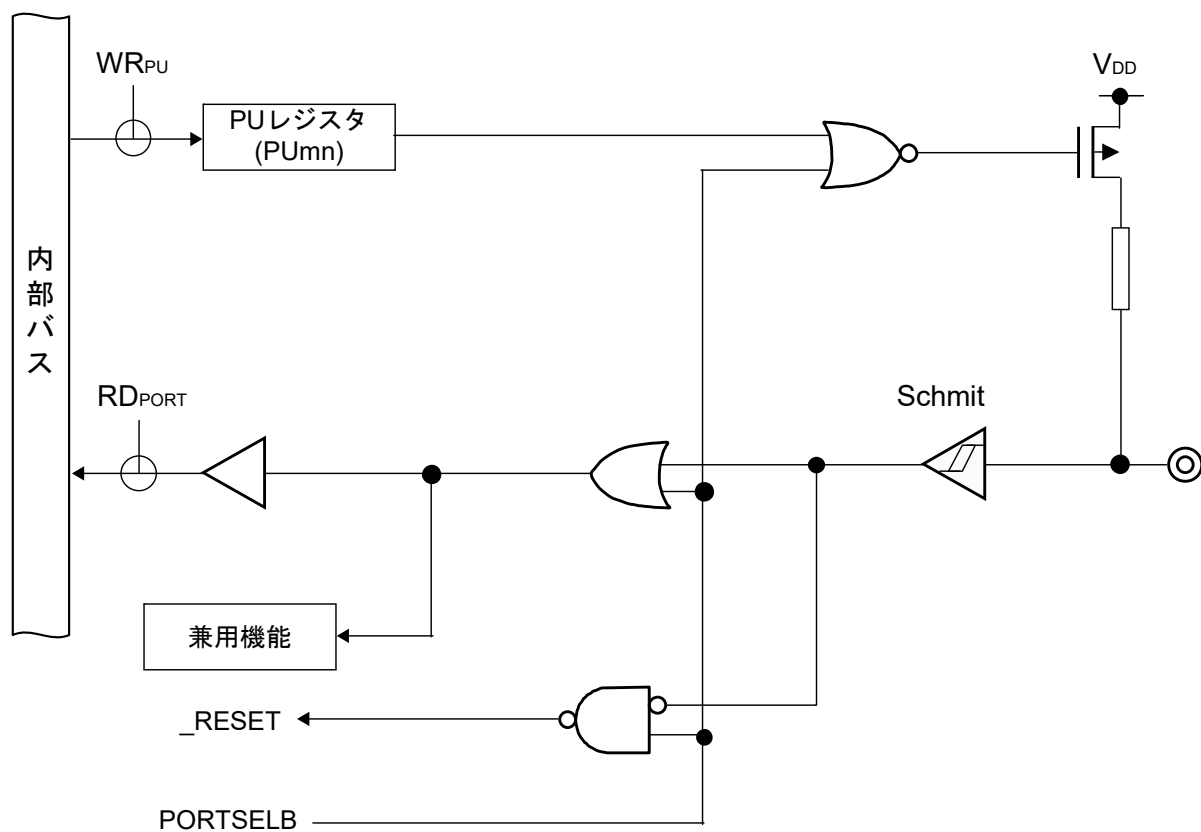 WRPU
PUレジスタ
(PUmn)
VDD
内部バス
RDPORT
Schmit
兼用機能
_RESET
PORTSELB